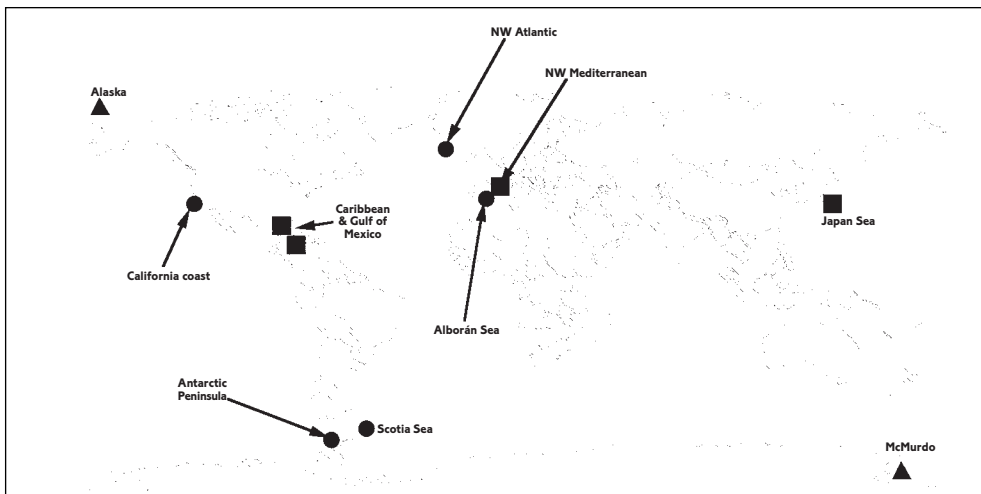 NW Atlantic
NW Mediterranean
Alaska
Caribbean
& Gulf of
Mexico
Japan Sea
California coast
Alborán Sea
Antarctic
Peninsula
Scotia Sea
McMurdo